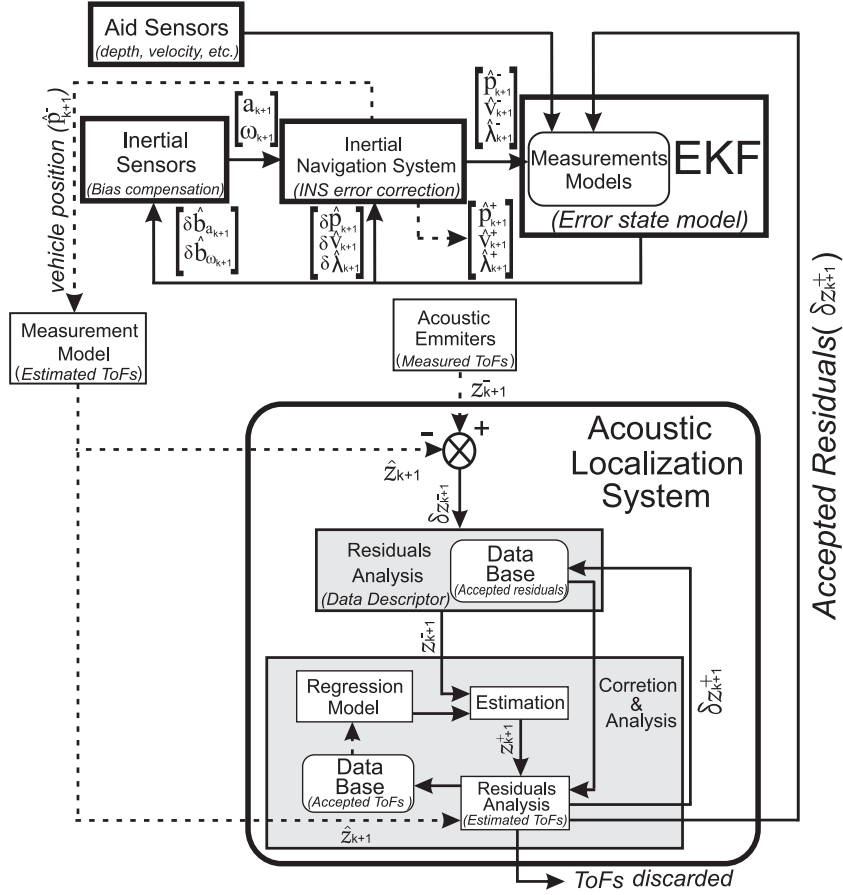 Aid Sensors
(depth, velocity, etc.)
vehicle position (p̂⁻ₖ₊₁)
aₖ₊₁
ωₖ₊₁
p̂⁻ₖ₊₁
v̂⁻ₖ₊₁
λ̂⁻ₖ₊₁
Inertial
Sensors
(Bias compensation)
Inertial
Navigation System
(INS error correction)
Measurements
Models
EKF
(Error state model)
δb̂aₖ₊₁
δb̂ωₖ₊₁
δp̂ₖ₊₁
δv̂ₖ₊₁
δλ̂ₖ₊₁
p̂⁺ₖ₊₁
v̂⁺ₖ₊₁
λ̂⁺ₖ₊₁
Measurement
Model
(Estimated ToFs)
Acoustic
Emmiters
(Measured ToFs)
z⁻ₖ₊₁
- +
ẑₖ₊₁
Acoustic
Localization
System
δz⁻ₖ₊₁
Residuals
Analysis
(Data Descriptor)
Data
Base
(Accepted residuals)
z⁻ₖ₊₁
Regression
Model
Estimation
Corretion
&
Analysis
z⁺ₖ₊₁
δz⁺ₖ₊₁
Data
Base
(Accepted ToFs)
Residuals
Analysis
(Estimated ToFs)
ẑₖ₊₁
ToFs discarded
Accepted Residuals( δz⁺ₖ₊₁)